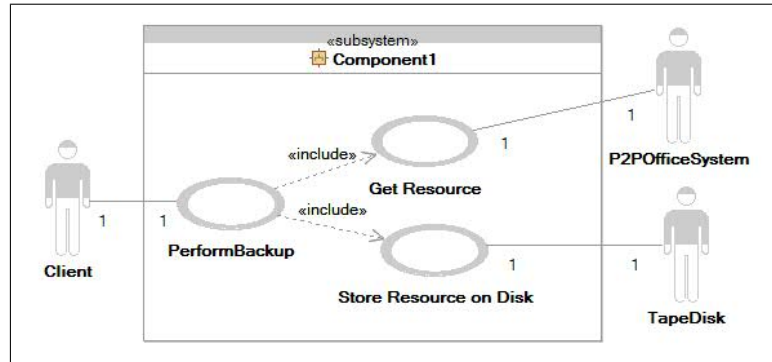 «subsystem»
Component1
1
1
P2POfficeSystem
«include»
Get Resource
«include»
1
1
Client
PerformBackup
1
1
Store Resource on Disk
TapeDisk